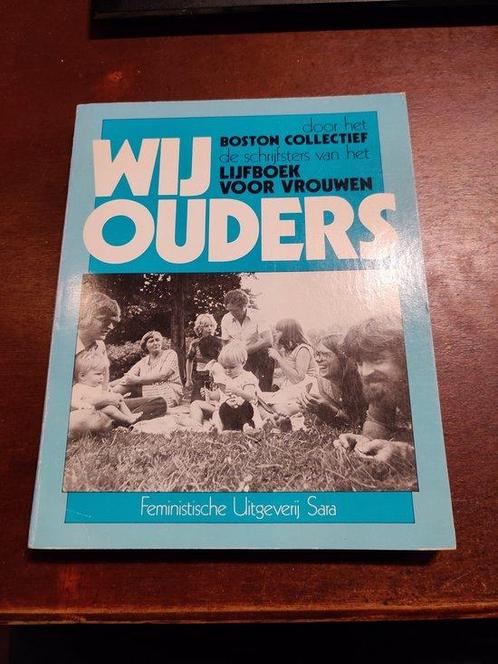 door het
BOSTON COLLECTIEF
de schrijfsters van het
LIJFBOEK
VOOR VROUWEN
WIJ
OUDERS
Feministische Uitgeverij Sara